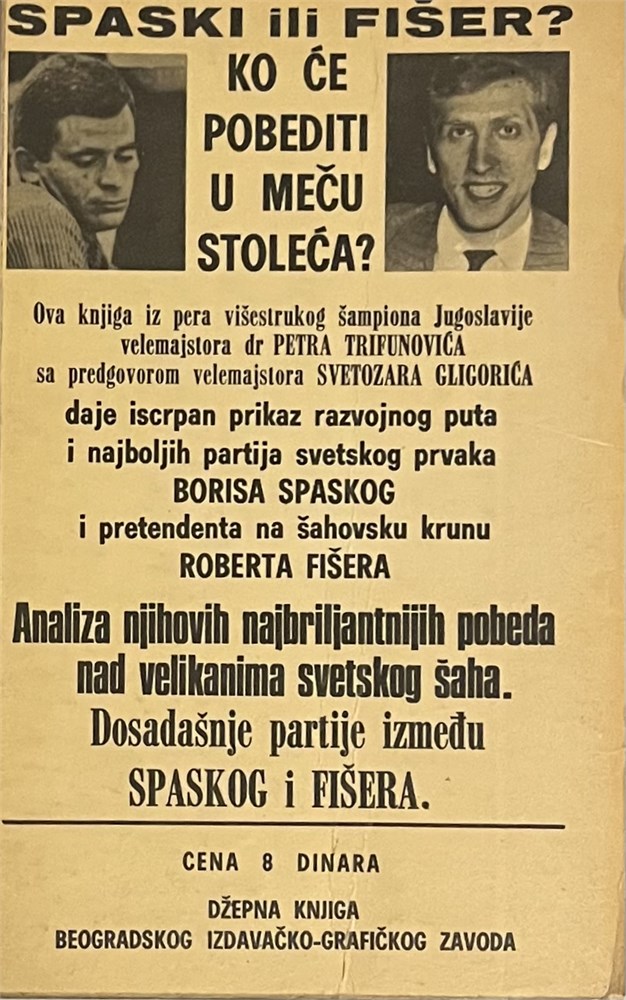 SPASKI ili FIŠER?
KO ĆE
POBEDITI
U MEČU
STOLEĆA?
Ova knjiga iz pera višestrukog šampiona Jugoslavije
velemajstora dr PETRA TRIFUNOVIĆA
sa predgovorom velemajstora SVETOZARA GLIGORIĆA
daje iscrpan prikaz razvojnog puta
i najboljih partija svetskog prvaka
BORISA SPASKOG
i pretendenta na šahovsku krunu
ROBERTA FIŠERA
Analiza njihovih najbriljantnijih pobeda
nad velikanima svetskog šaha.
Dosadašnje partije između
SPASKOG i FIŠERA.
CENA 8 DINARA
DŽEPNA KNJIGA
BEOGRADSKOG IZDAVAČKO-GRAFIČKOG ZAVODA